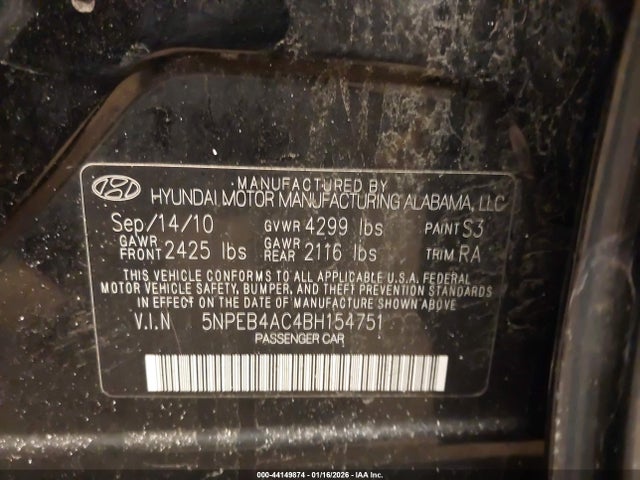 MANUFACTURED BY
HYUNDAI MOTOR MANUFACTURING ALABAMA, LLC
Sep/14/10 GVWR 4299 lbs PAINT S3
GAWR FRONT 2425 lbs GAWR REAR 2116 lbs TRIM RA
THIS VEHICLE CONFORMS TO ALL APPLICABLE U.S.A. FEDERAL
MOTOR VEHICLE SAFETY, BUMPER, AND THEFT PREVENTION STANDARDS
IN EFFECT ON THE DATE OF MANUFACTURE SHOWN ABOVE.
V.I.N 5NPEB4AC4BH154751
PASSENGER CAR
000-44149874 - 01/16/2026 - IAA Inc.